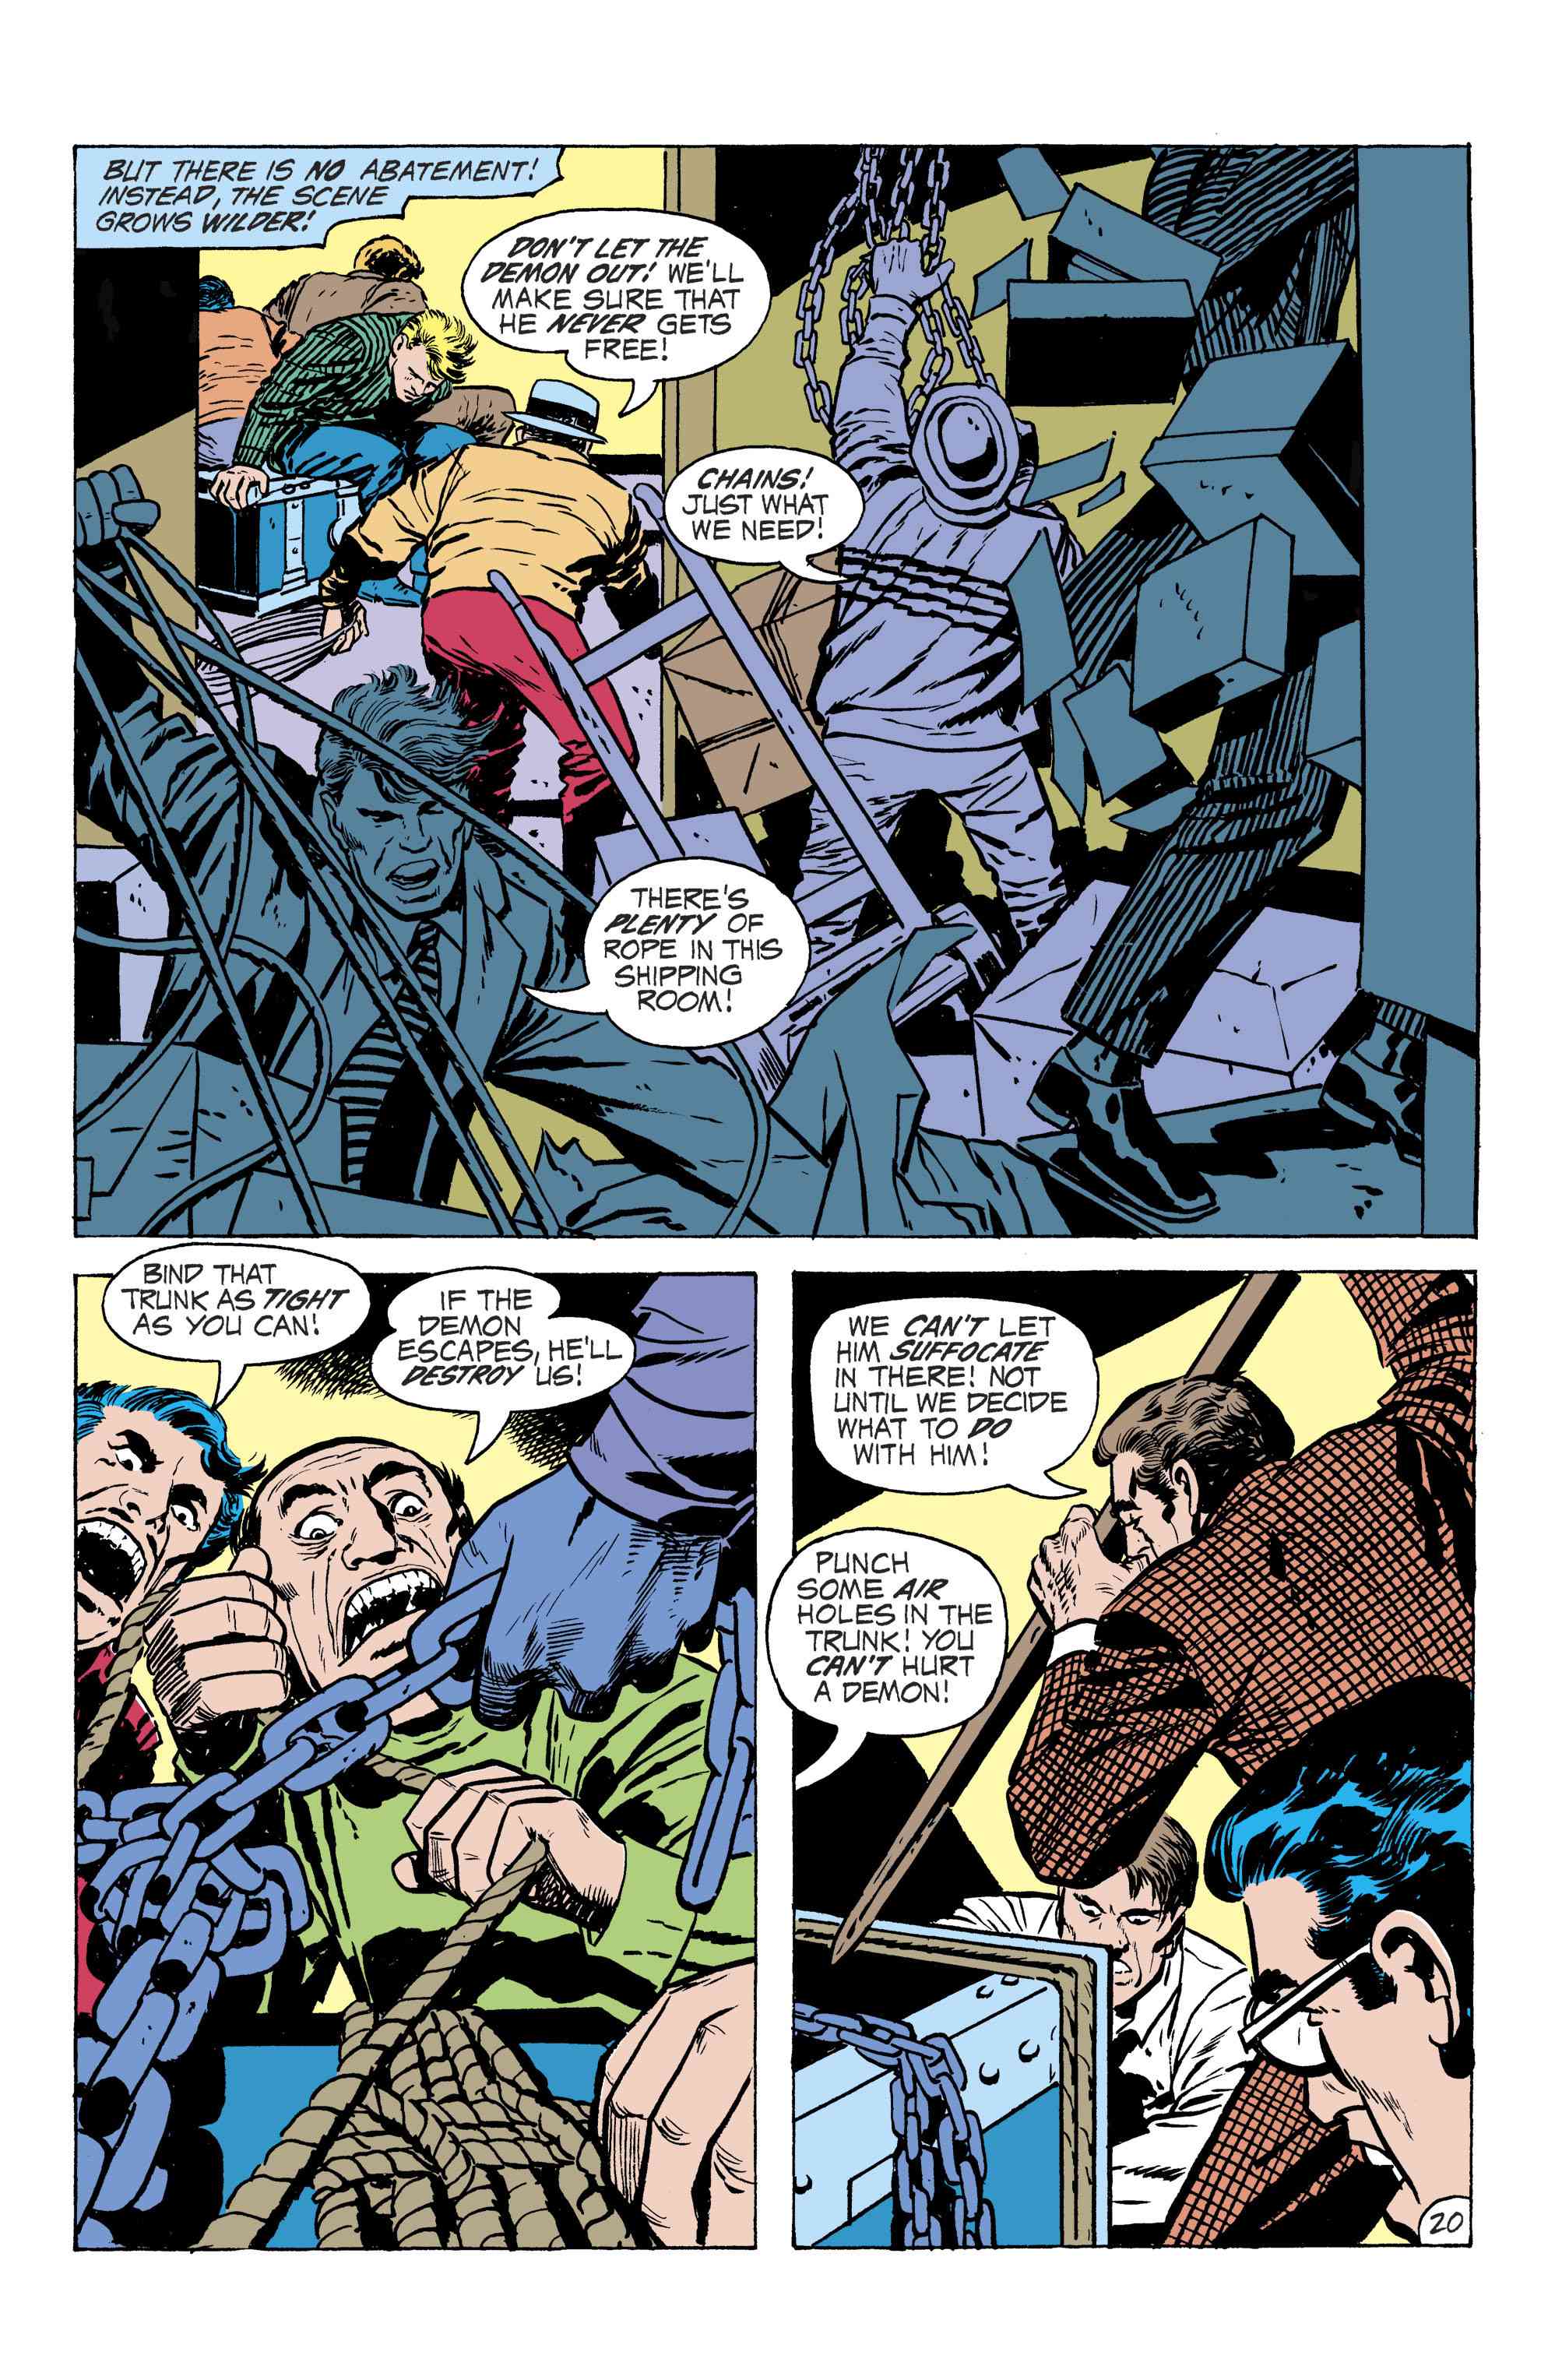 BUT THERE IS NO ABATEMENT!
INSTEAD, THE SCENE
GROWS WILDER!
DON'T LET THE
DEMON OUT! WE'LL
MAKE SURE THAT
HE NEVER GETS
FREE!
CHAINS!
JUST WHAT
WE NEED!
THERE'S
PLENTY OF
ROPE IN THIS
SHIPPING
ROOM!
BIND THAT
TRUNK AS TIGHT
AS YOU CAN!
IF THE
DEMON
ESCAPES, HE'LL
DESTROY US!
WE CAN'T LET
HIM SUFFOCATE
IN THERE! NOT
UNTIL WE DECIDE
WHAT TO DO
WITH HIM!
PUNCH
SOME AIR
HOLES IN THE
TRUNK! YOU
CAN'T HURT
A DEMON!
20